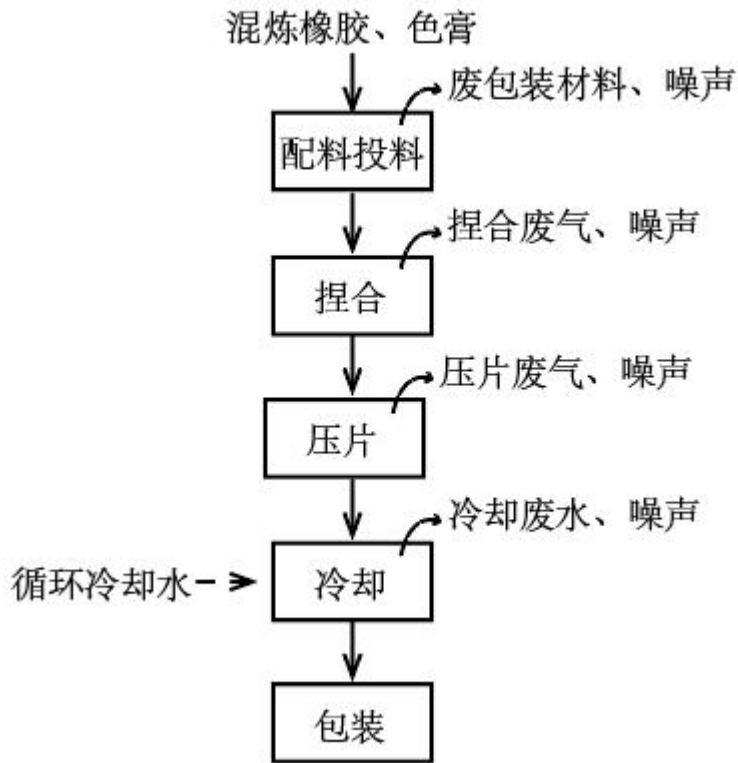 混炼橡胶、色膏
废包装材料、噪声
配料投料
捏合废气、噪声
捏合
压片废气、噪声
压片
冷却废水、噪声
循环冷却水
冷却
包装